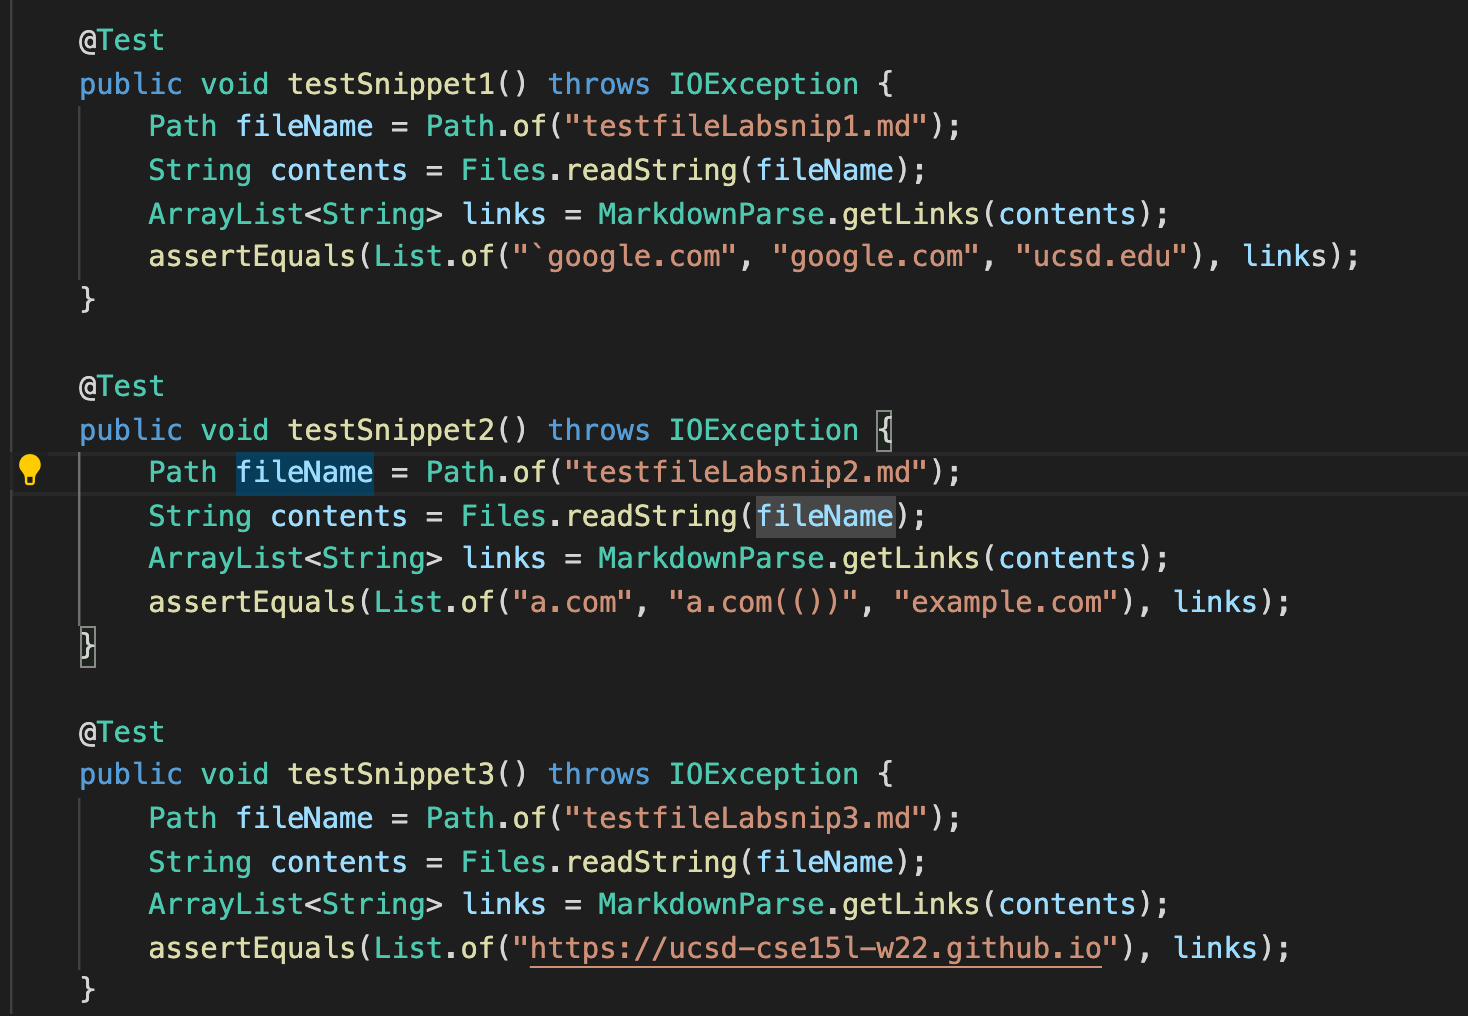 @Test
public void testSnippet1() throws IOException {
Path fileName = Path.of("testfileLabsnip1.md");
String contents = Files.readString(fileName);
ArrayList<String> links = MarkdownParse.getLinks(contents);
assertEquals(List.of("`google.com", "google.com", "ucsd.edu"), links);
}
@Test
public void testSnippet2() throws IOException {
Path fileName = Path.of("testfileLabsnip2.md");
String contents = Files.readString(fileName);
ArrayList<String> links = MarkdownParse.getLinks(contents);
assertEquals(List.of("a.com", "a.com(())", "example.com"), links);
}
@Test
public void testSnippet3() throws IOException {
Path fileName = Path.of("testfileLabsnip3.md");
String contents = Files.readString(fileName);
ArrayList<String> links = MarkdownParse.getLinks(contents);
assertEquals(List.of("https://ucsd-cse15l-w22.github.io"), links);
}